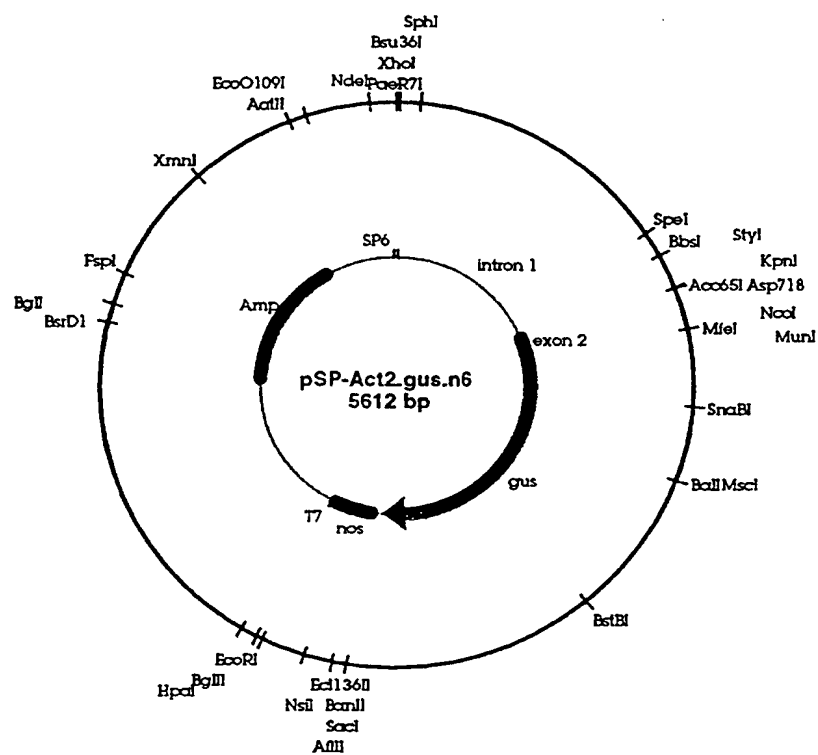 SphI
Bsu36I
XhoI
NdeI PaeR7I
EcoO109I
AatII
XmnI
SpeI
StyI
BbsI
KpnI
SP6
intron 1
FspI
Acc65I Asp718
BglI
Amp
NcoI
BsrDI
MfeI
MunI
exon 2
pSP-Act2.gus.n6
5612 bp
SnaBI
gus
BalI MscI
T7
nos
BstBI
EcoRI
BglII
HpaI
Ecl136II
NsiI
BanII
SacI
AflII